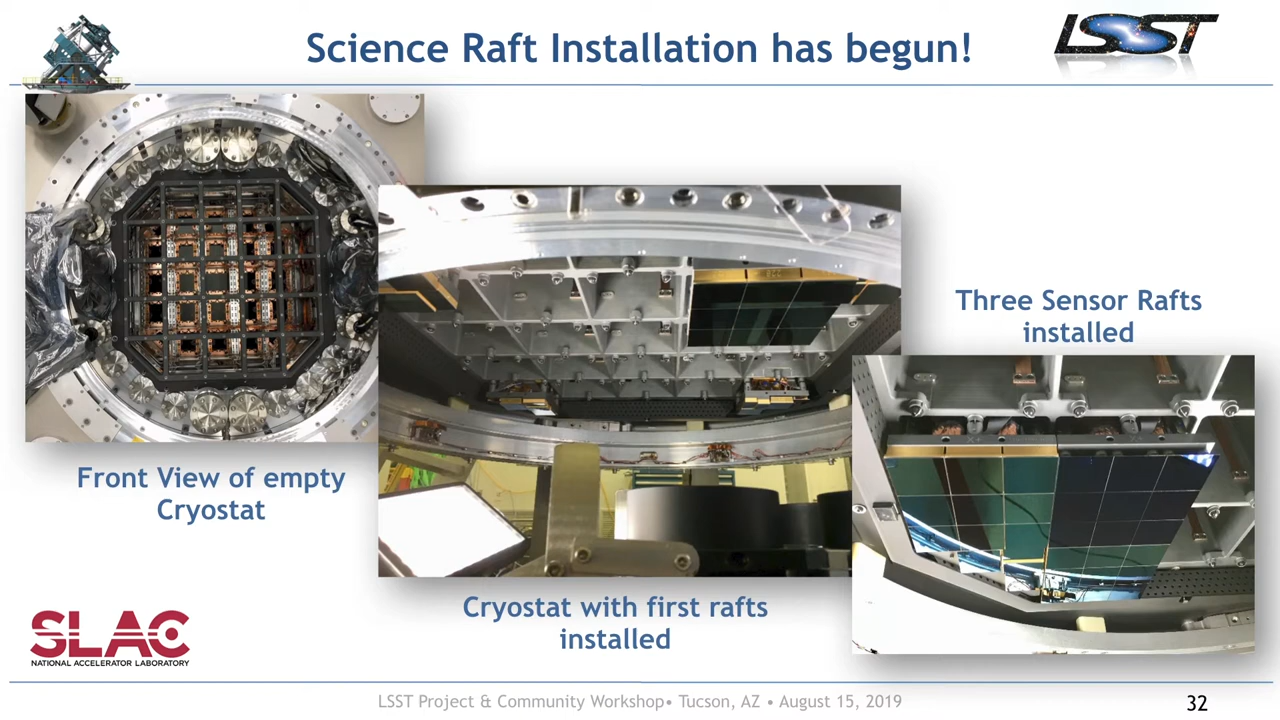 Science Raft Installation has begun!
LSST
Three Sensor Rafts
installed
Front View of empty
Cryostat
Cryostat with first rafts
installed
SLAC
NATIONAL ACCELERATOR LABORATORY
LSST Project & Community Workshop• Tucson, AZ • August 15, 2019
32